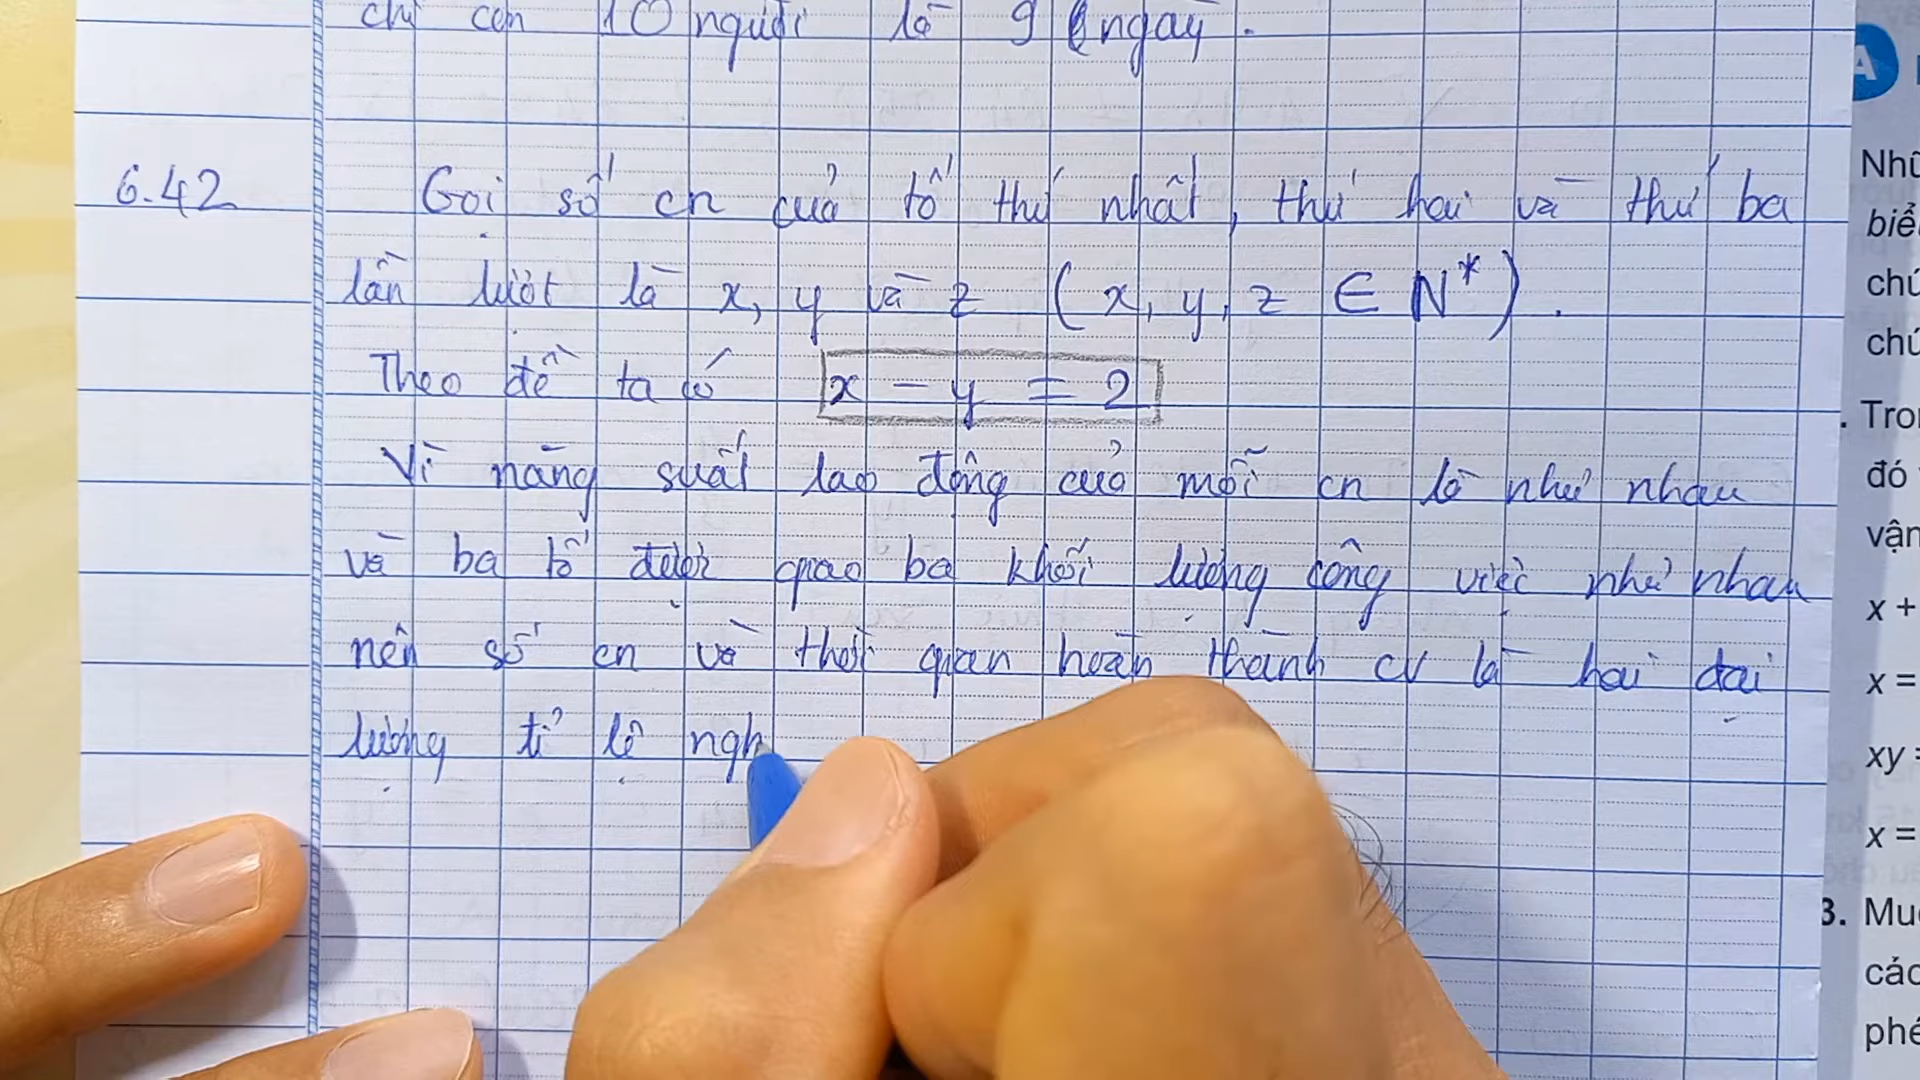 chỉ còn 10 người là 9 ngày.
6.42 Gọi số cn của tổ thứ nhất, thứ hai và thứ ba
lần lượt là x, y và z (x, y, z ∈ N*).
Theo đề ta có x - y = 2
Vì năng suất lao động của mỗi cn là như nhau
và ba tổ được giao ba khối lượng công việc như nhau
nên số cn và thời gian hoàn thành cv là hai đại
lượng tỉ lệ ngh
A
Nhữ
biể
chú
chú
. Tro
đó
vận
x +
x =
xy =
x =
3. Mu
các
phé